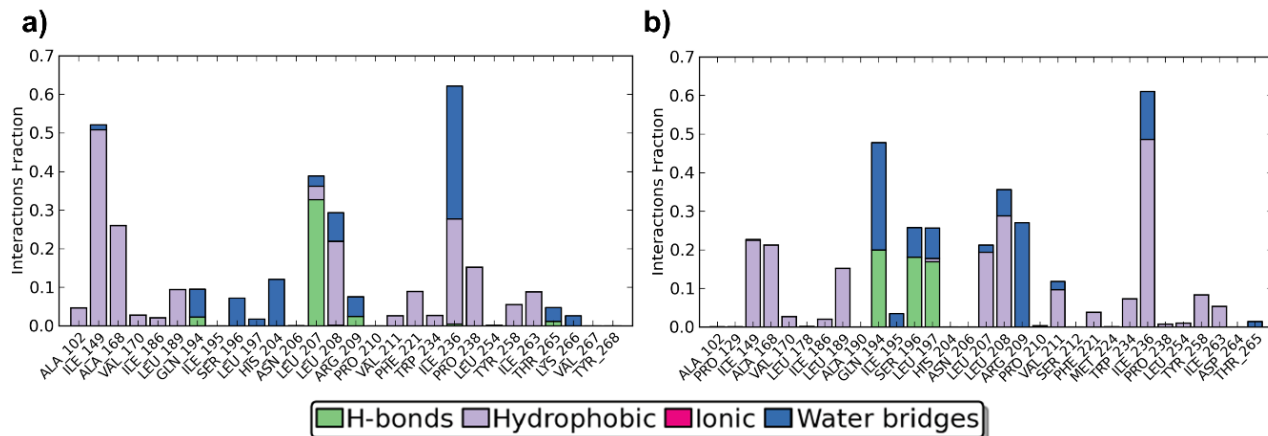 a)
Interactions Fraction
0.7
0.6
0.5
0.4
0.3
0.2
0.1
0.0
ALA_102
ILE_149
ALA_168
VAL_170
ILE_186
LEU_189
GLN_194
ILE_195
SER_196
LEU_197
HIS_204
ASN_206
LEU_207
LEU_208
ARG_209
PRO_210
VAL_211
PHE_221
TRP_234
ILE_236
PRO_238
LEU_254
TYR_258
ILE_263
THR_265
LYS_266
VAL_267
TYR_268
b)
Interactions Fraction
0.7
0.6
0.5
0.4
0.3
0.2
0.1
0.0
ALA_102
PRO_129
ILE_149
ALA_168
VAL_170
LEU_178
ILE_186
LEU_189
ALA_190
GLN_194
ILE_195
SER_196
LEU_197
HIS_204
ASN_206
LEU_207
LEU_208
ARG_209
PRO_210
VAL_211
SER_212
PHE_221
MET_224
TRP_234
ILE_236
PRO_238
LEU_254
TYR_258
ILE_263
ASP_264
THR_265
H-bonds Hydrophobic Ionic Water bridges